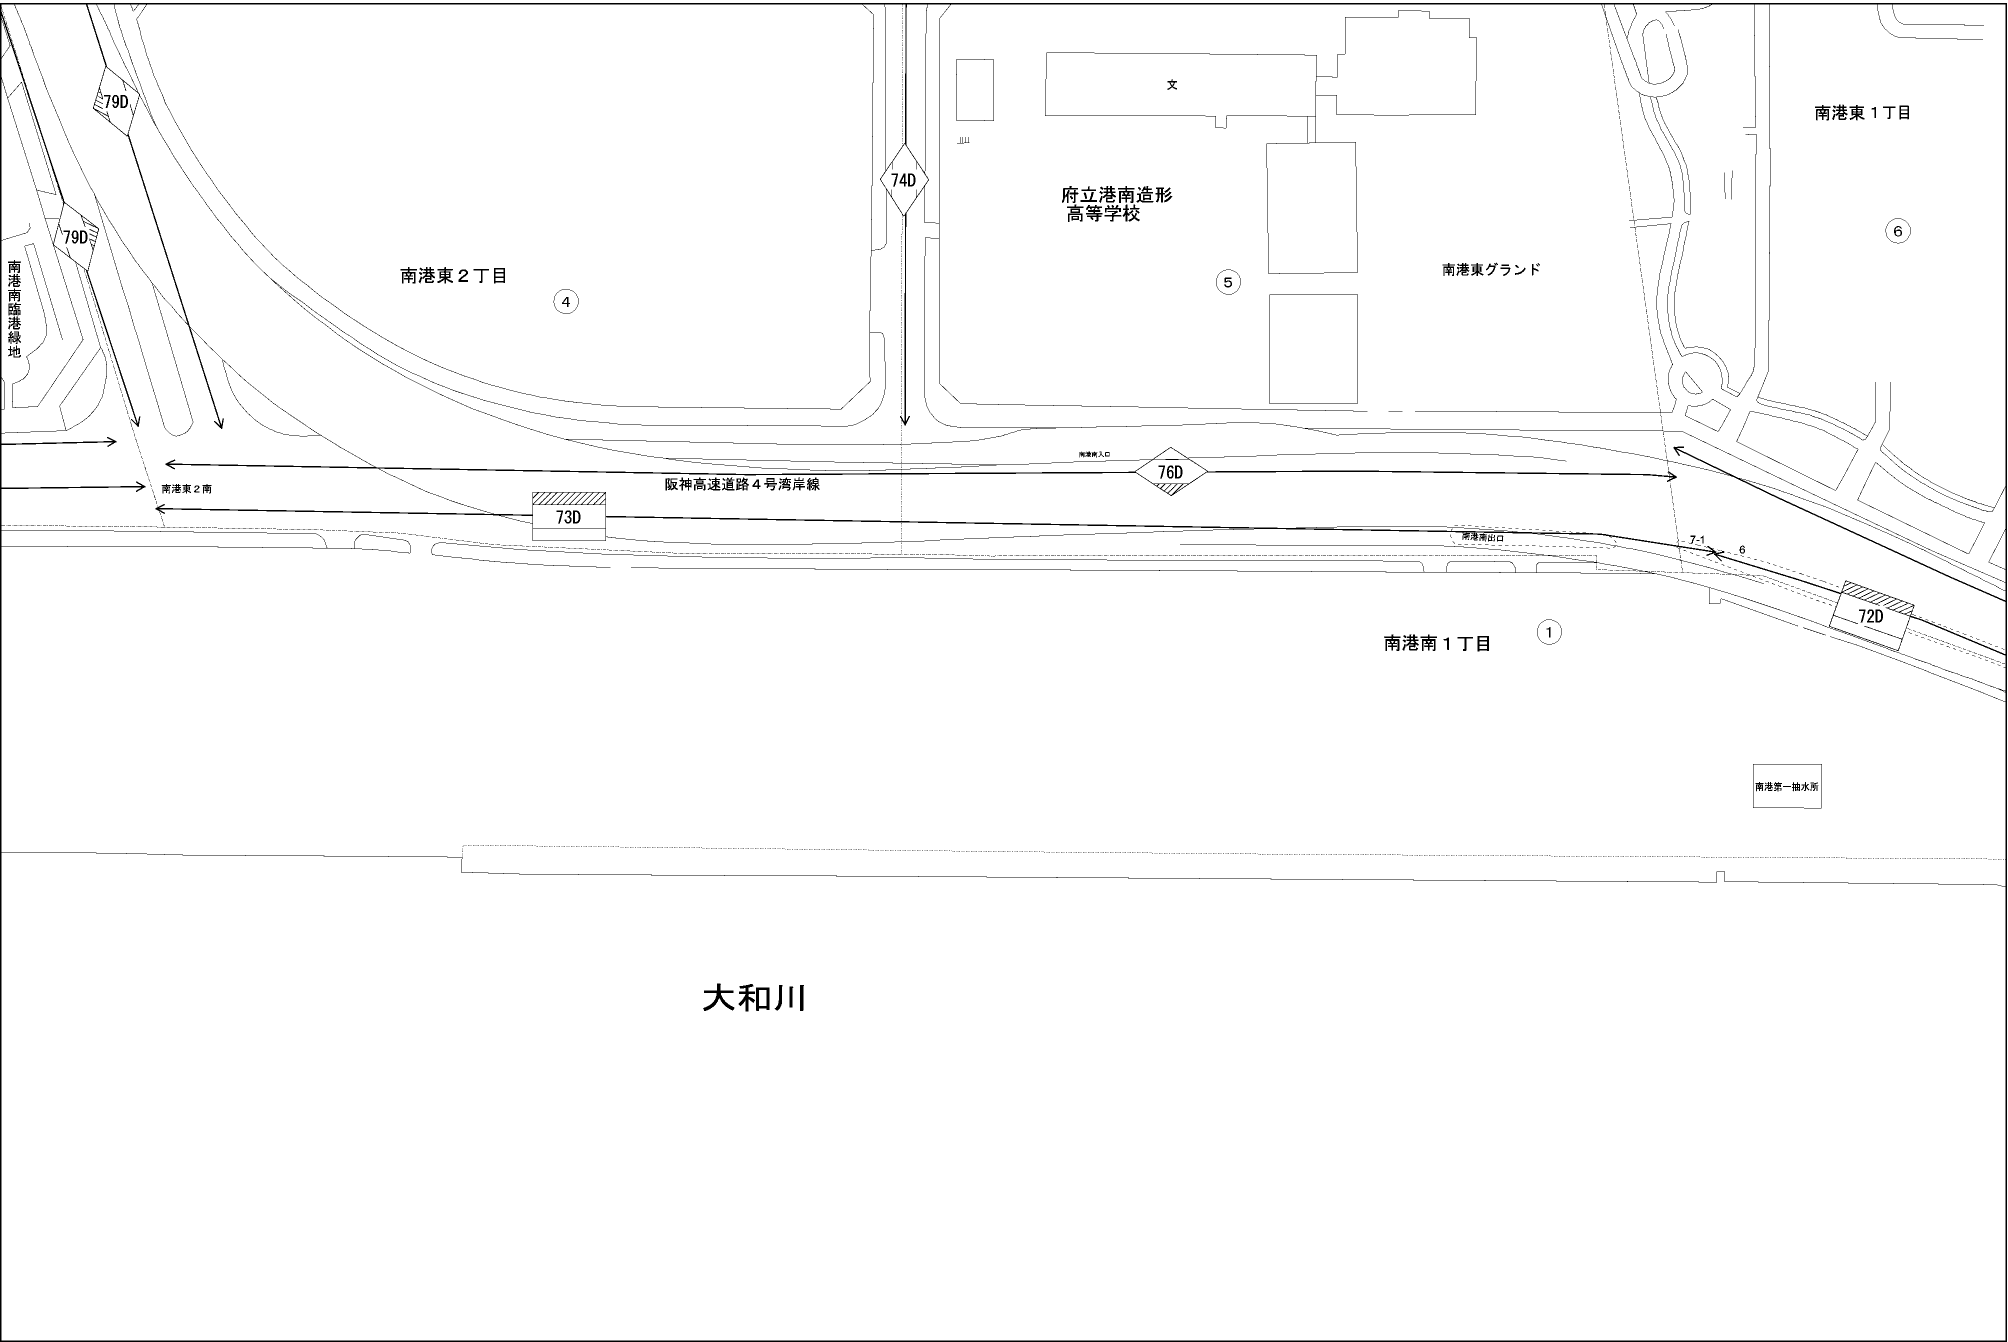 79D
文
南港東１丁目
74D
府立港南造形
高等学校
79D
6
南港東２丁目
4
5
南港東グランド
南港南臨港緑地
南港南入口
76D
阪神高速道路４号湾岸線
南港東２南
73D
南港南出口
7-1
6
72D
南港南１丁目
1
南港第一抽水所
大和川